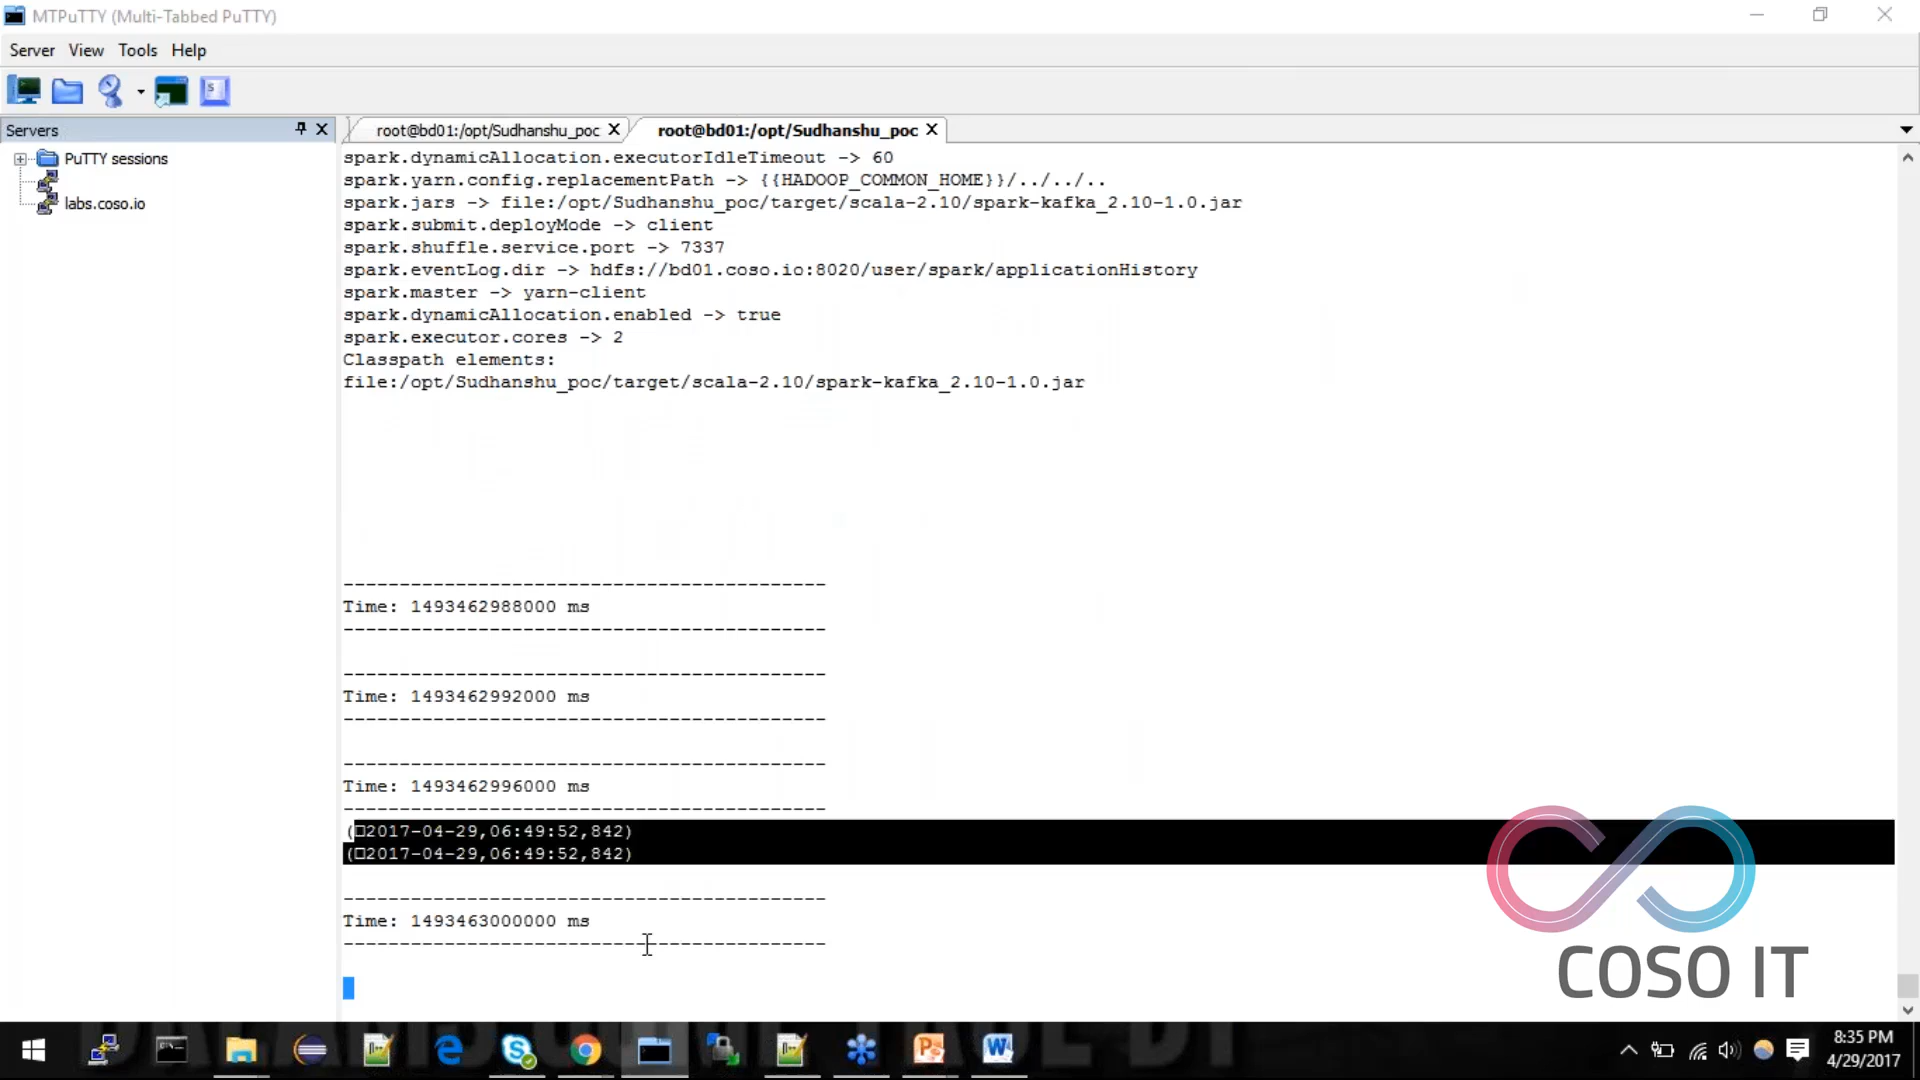 MTPuTTY (Multi-Tabbed PuTTY)
Server View Tools Help
Servers
root@bd01:/opt/Sudhanshu_poc
root@bd01:/opt/Sudhanshu_poc
PuTTY sessions
labs.coso.io
spark.dynamicAllocation.executorIdleTimeout -> 60
spark.yarn.config.replacementPath -> {{HADOOP_COMMON_HOME}}/../../..
spark.jars -> file:/opt/Sudhanshu_poc/target/scala-2.10/spark-kafka_2.10-1.0.jar
spark.submit.deployMode -> client
spark.shuffle.service.port -> 7337
spark.eventLog.dir -> hdfs://bd01.coso.io:8020/user/spark/applicationHistory
spark.master -> yarn-client
spark.dynamicAllocation.enabled -> true
spark.executor.cores -> 2
Classpath elements:
file:/opt/Sudhanshu_poc/target/scala-2.10/spark-kafka_2.10-1.0.jar
-------------------------------------------
Time: 1493462988000 ms
-------------------------------------------
-------------------------------------------
Time: 1493462992000 ms
-------------------------------------------
-------------------------------------------
Time: 1493462996000 ms
-------------------------------------------
(□2017-04-29,06:49:52,842)
(□2017-04-29,06:49:52,842)
-------------------------------------------
Time: 1493463000000 ms
-------------------------------------------
COSO IT
8:35 PM
4/29/2017